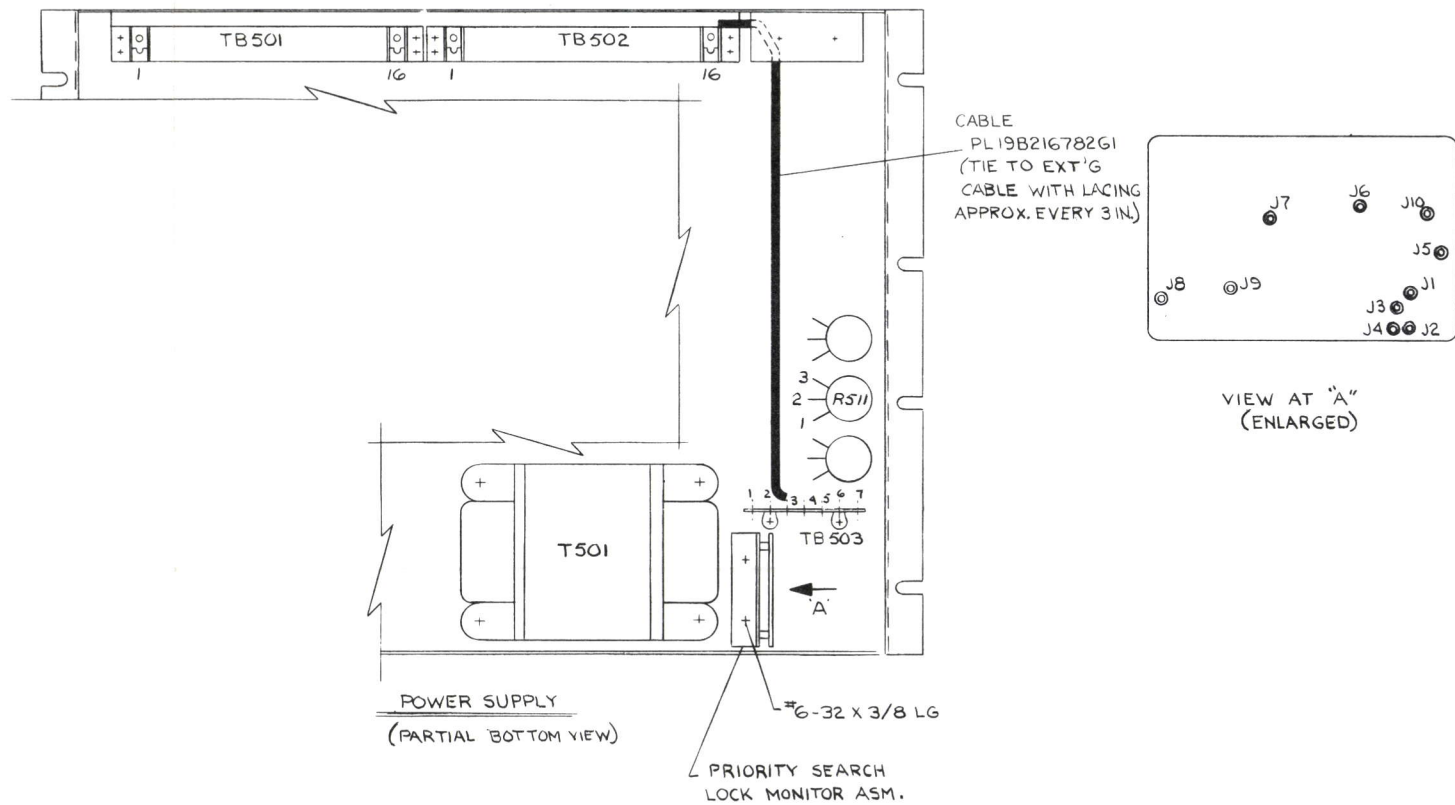 TB501
TB502
1
16
1
16
CABLE
PL19B216782G1
(TIE TO EXT'G
CABLE WITH LACING
APPROX. EVERY 3 IN.)
J7
J6
J10
J5
J8
J9
J1
J3
J4
J2
VIEW AT "A"
(ENLARGED)
3
2
R511
1
1 2 3 4 5 6 7
TB503
T501
"A"
POWER SUPPLY
(PARTIAL BOTTOM VIEW)
#6-32 X 3/8 LG
PRIORITY SEARCH
LOCK MONITOR ASM.